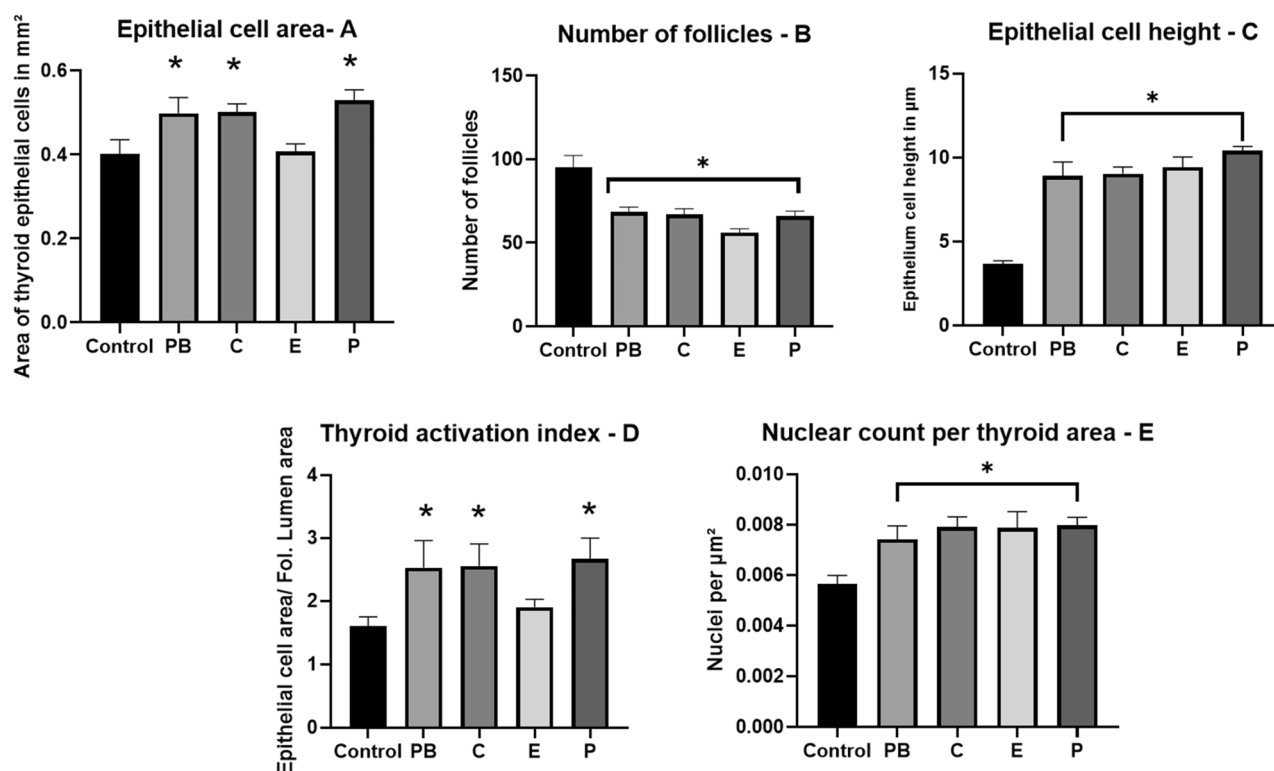 Epithelial cell area- A
Area of thyroid epithelial cells in mm²
0.6
0.4
0.2
0.0
* * *
Control PB C E P
Number of follicles - B
Number of follicles
150
100
50
0
*
Control PB C E P
Epithelial cell height - C
Epithelium cell height in µm
15
10
5
0
*
Control PB C E P
Thyroid activation index - D
Epithelial cell area/ Fol. Lumen area
4
3
2
1
0
* * *
Control PB C E P
Nuclear count per thyroid area - E
Nuclei per µm²
0.010
0.008
0.006
0.004
0.002
0.000
*
Control PB C E P